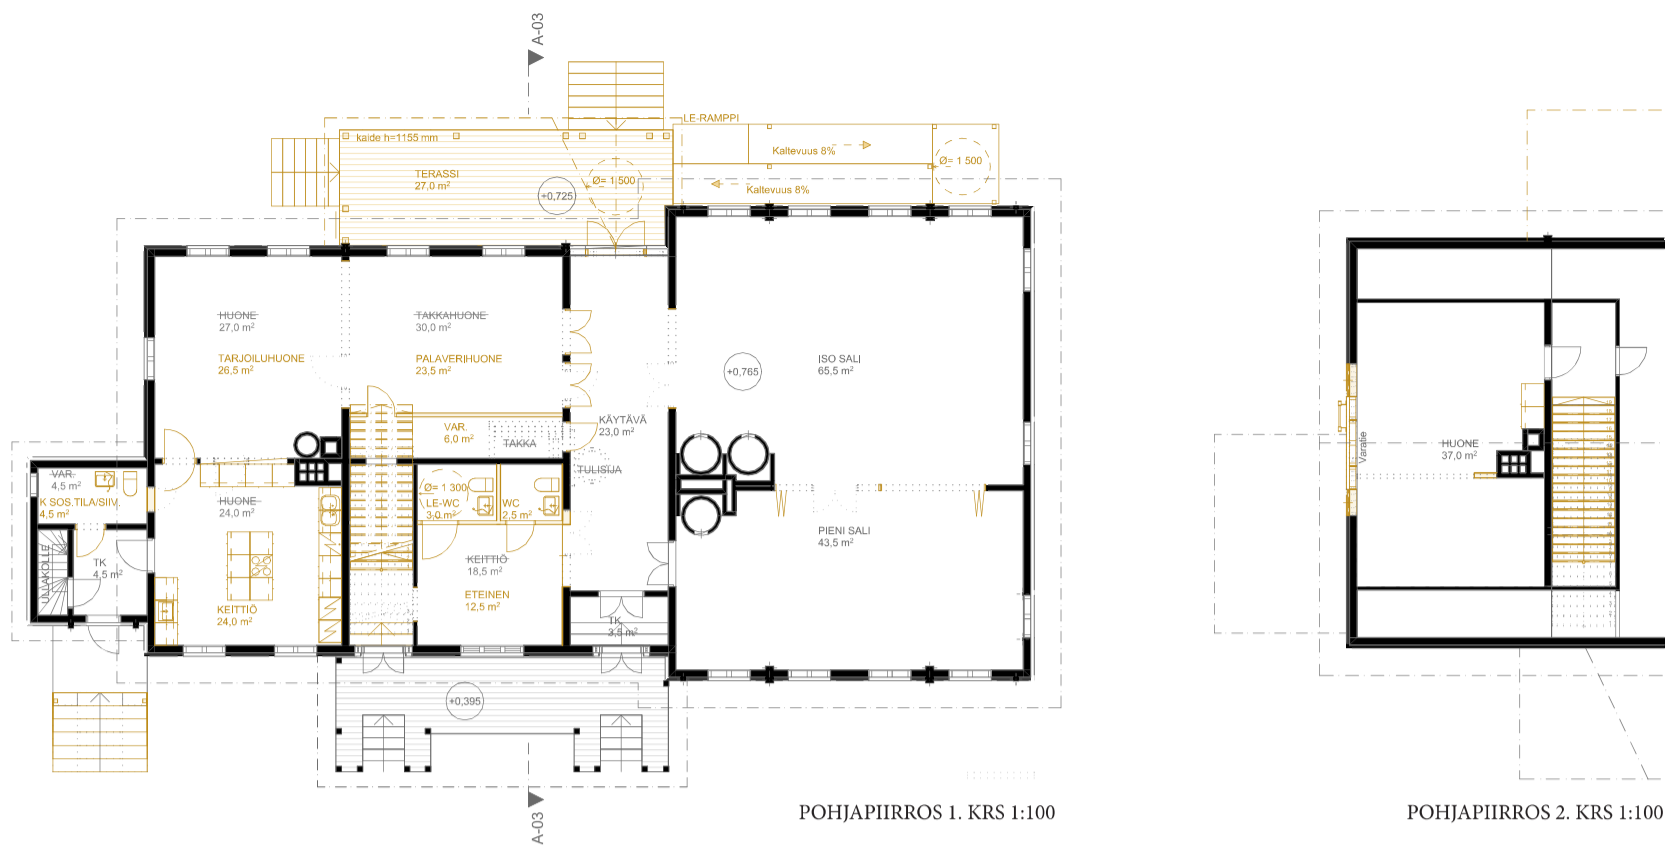 A-03
kaide h=1155 mm
TERASSI
27,0 m²
+0,725
Ø= 1 500
LE-RAMPPI
Kaltevuus 8%
Kaltevuus 8%
Ø= 1 500
HUONE
27,0 m²
TARJOILUHUONE
26,5 m²
TAKKAHUONE
30,0 m²
PALAVERIHUONE
23,5 m²
+0,765
ISO SALI
65,5 m²
VAR.
6,0 m²
TAKKA
KÄYTÄVÄ
23,0 m²
TULISIJA
VAR.
4,5 m²
K SOS.TILA/SIIV.
4,5 m²
HUONE
24,0 m²
Ø= 1 300
LE-WC
3,0 m²
WC
2,5 m²
PIENI SALI
43,5 m²
ULLAKOLLE
TK
4,5 m²
KEITTIÖ
18,5 m²
ETEINEN
12,5 m²
KEITTIÖ
24,0 m²
TK
3,5 m²
+0,395
A-03
POHJAPIIRROS 1. KRS 1:100
Varatie
HUONE
37,0 m²
POHJAPIIRROS 2. KRS 1:100